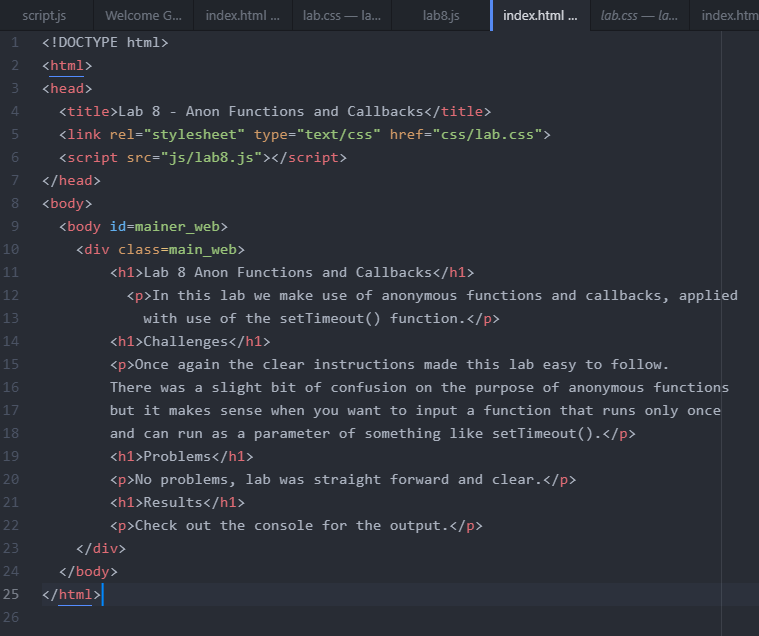 script.js Welcome G... index.html ... lab.css — la... lab8.js index.html ... lab.css — la... index.htm
1 <!DOCTYPE html>
2 <html>
3 <head>
4   <title>Lab 8 - Anon Functions and Callbacks</title>
5   <link rel="stylesheet" type="text/css" href="css/lab.css">
6   <script src="js/lab8.js"></script>
7 </head>
8 <body>
9   <body id=mainer_web>
10     <div class=main_web>
11         <h1>Lab 8 Anon Functions and Callbacks</h1>
12           <p>In this lab we make use of anonymous functions and callbacks, applied
13             with use of the setTimeout() function.</p>
14         <h1>Challenges</h1>
15         <p>Once again the clear instructions made this lab easy to follow.
16         There was a slight bit of confusion on the purpose of anonymous functions
17         but it makes sense when you want to input a function that runs only once
18         and can run as a parameter of something like setTimeout().</p>
19         <h1>Problems</h1>
20         <p>No problems, lab was straight forward and clear.</p>
21         <h1>Results</h1>
22         <p>Check out the console for the output.</p>
23     </div>
24   </body>
25 </html>
26